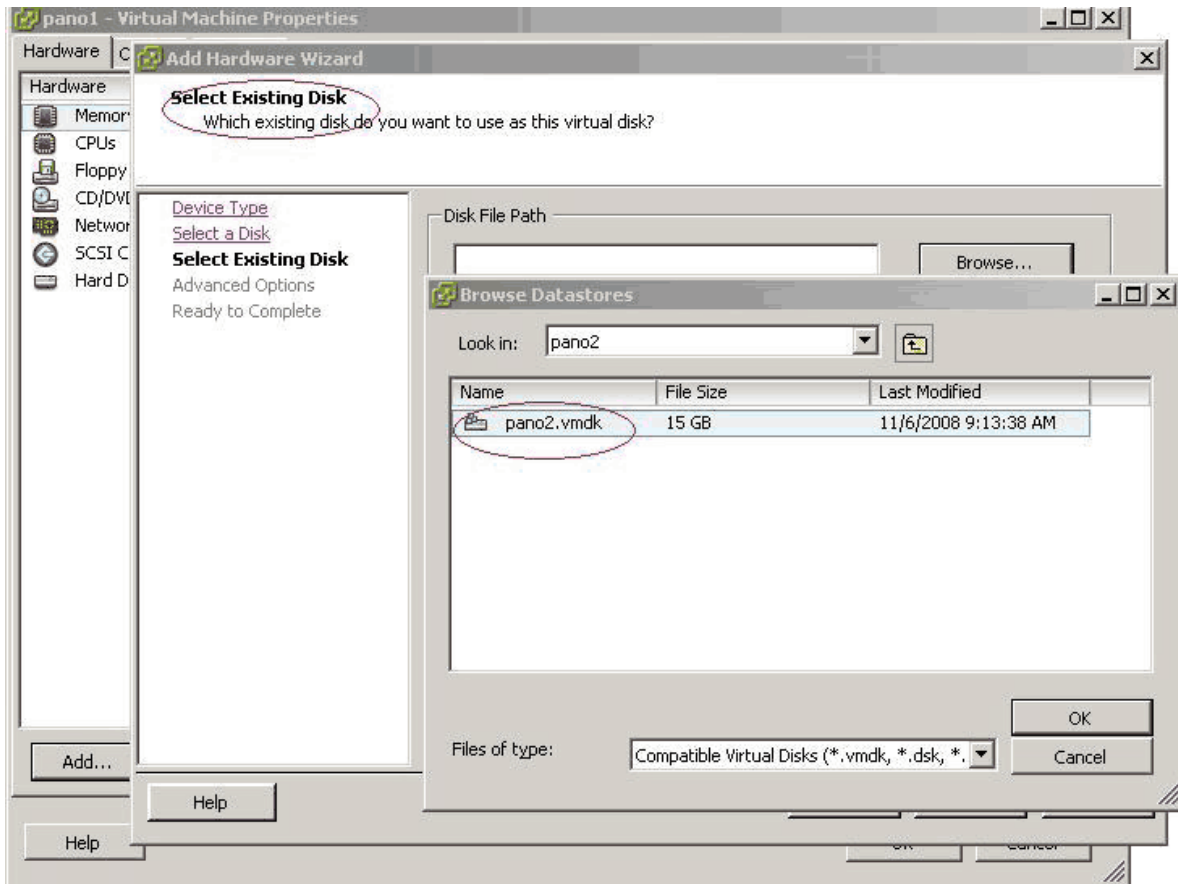 pano1 - Virtual Machine Properties
Hardware
Add Hardware Wizard
Hardware
CPUs
Floppy
Select Existing Disk
Which existing disk do you want to use as this virtual disk?
Device Type
Select a Disk
Select Existing Disk
Advanced Options
Ready to Complete
Disk File Path
Browse...
Browse Datastores
Look in: pano2
Name File Size Last Modified
pano2.vmdk 15 GB 11/6/2008 9:13:38 AM
Files of type: Compatible Virtual Disks (*.vmdk, *.dsk, *.
OK
Cancel
Add...
Help
Help